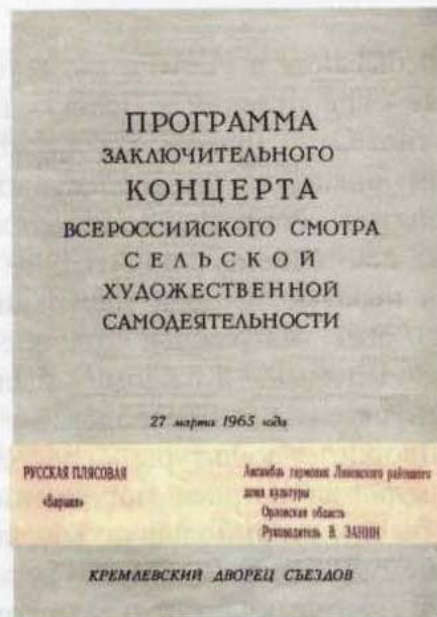 ПРОГРАММА
ЗАКЛЮЧИТЕЛЬНОГО
КОНЦЕРТА
ВСЕРОССИЙСКОГО СМОТРА
СЕЛЬСКОЙ
ХУДОЖЕСТВЕННОЙ
САМОДЕЯТЕЛЬНОСТИ
27 марта 1965 года
РУССКАЯ ПЛЯСОВАЯ
«Барыня»
Ансамбль гармоник Ливенского районного
дома культуры
Орловская область
Руководитель В. ЗАНИН
КРЕМЛЕВСКИЙ ДВОРЕЦ СЪЕЗДОВ